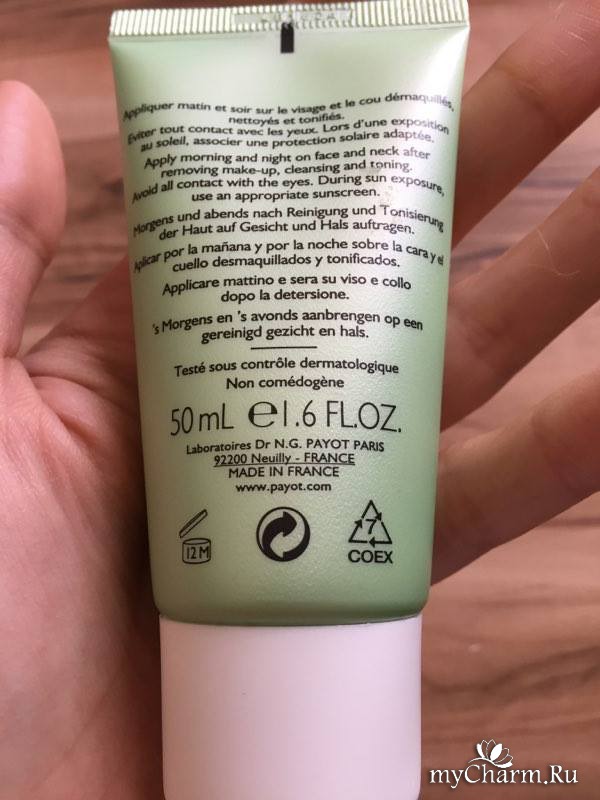 Appliquer matin et soir sur le visage et le cou démaquillés,
nettoyés et tonifiés.
Eviter tout contact avec les yeux. Lors d'une exposition
au soleil, associer une protection solaire adaptée.
Apply morning and night on face and neck after
removing make-up, cleansing and toning.
Avoid all contact with the eyes. During sun exposure,
use an appropriate sunscreen.
Morgens und abends nach Reinigung und Tonisierung
der Haut auf Gesicht und Hals auftragen.
Aplicar por la mañana y por la noche sobre la cara y el
cuello desmaquillados y tonificados.
Applicare mattino e sera su viso e collo
dopo la detersione.
's Morgens en 's avonds aanbrengen op een
gereinigd gezicht en hals.
Testé sous contrôle dermatologique
Non comédogène
50 mL e1.6 FL.OZ.
Laboratoires Dr N.G. PAYOT PARIS
92200 Neuilly - FRANCE
MADE IN FRANCE
www.payot.com
12 M
7
COEX
myCharm.Ru